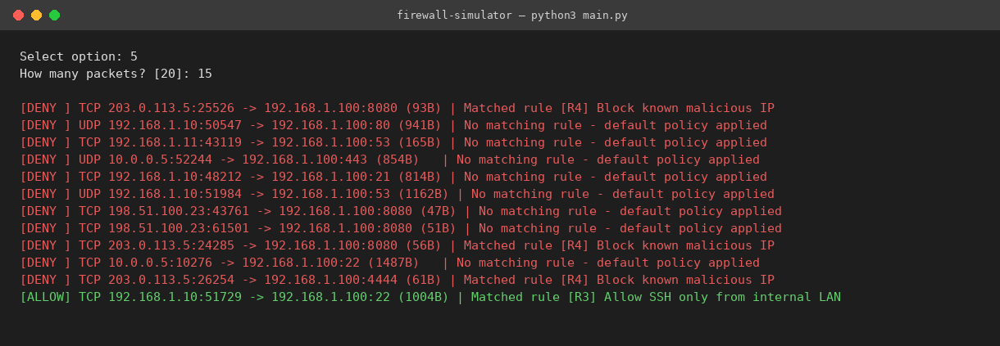 firewall-simulator — python3 main.py
Select option: 5
How many packets? [20]: 15
[DENY ] TCP 203.0.113.5:25526 -> 192.168.1.100:8080 (93B) | Matched rule [R4] Block known malicious IP
[DENY ] UDP 192.168.1.10:50547 -> 192.168.1.100:80 (941B) | No matching rule - default policy applied
[DENY ] TCP 192.168.1.11:43119 -> 192.168.1.100:53 (165B) | No matching rule - default policy applied
[DENY ] UDP 10.0.0.5:52244 -> 192.168.1.100:443 (854B)   | No matching rule - default policy applied
[DENY ] TCP 192.168.1.10:48212 -> 192.168.1.100:21 (814B) | No matching rule - default policy applied
[DENY ] UDP 192.168.1.10:51984 -> 192.168.1.100:53 (1162B) | No matching rule - default policy applied
[DENY ] TCP 198.51.100.23:43761 -> 192.168.1.100:8080 (47B) | No matching rule - default policy applied
[DENY ] TCP 198.51.100.23:61501 -> 192.168.1.100:8080 (51B) | No matching rule - default policy applied
[DENY ] TCP 203.0.113.5:24285 -> 192.168.1.100:8080 (56B) | Matched rule [R4] Block known malicious IP
[DENY ] TCP 10.0.0.5:10276 -> 192.168.1.100:22 (1487B)   | No matching rule - default policy applied
[DENY ] TCP 203.0.113.5:26254 -> 192.168.1.100:4444 (61B) | Matched rule [R4] Block known malicious IP
[ALLOW] TCP 192.168.1.10:51729 -> 192.168.1.100:22 (1004B) | Matched rule [R3] Allow SSH only from internal LAN